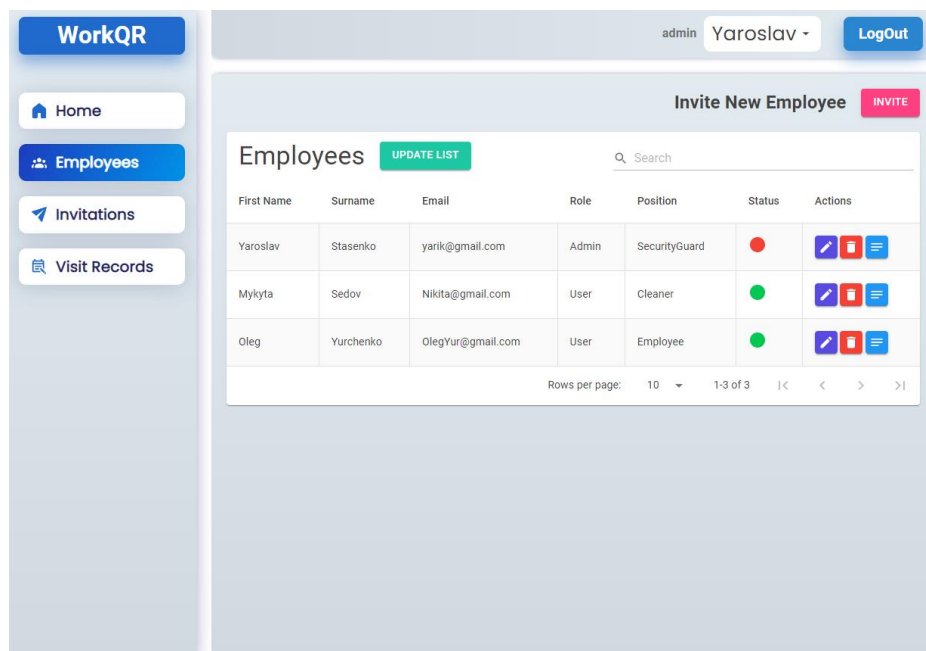 WorkQR
admin Yaroslav LogOut
Home
Employees
Invitations
Visit Records
Invite New Employee INVITE
Employees UPDATE LIST Search
First Name Surname Email Role Position Status Actions
Yaroslav Stasenko yarik@gmail.com Admin SecurityGuard
Mykyta Sedov Nikita@gmail.com User Cleaner
Oleg Yurchenko OlegYur@gmail.com User Employee
Rows per page: 10 1-3 of 3